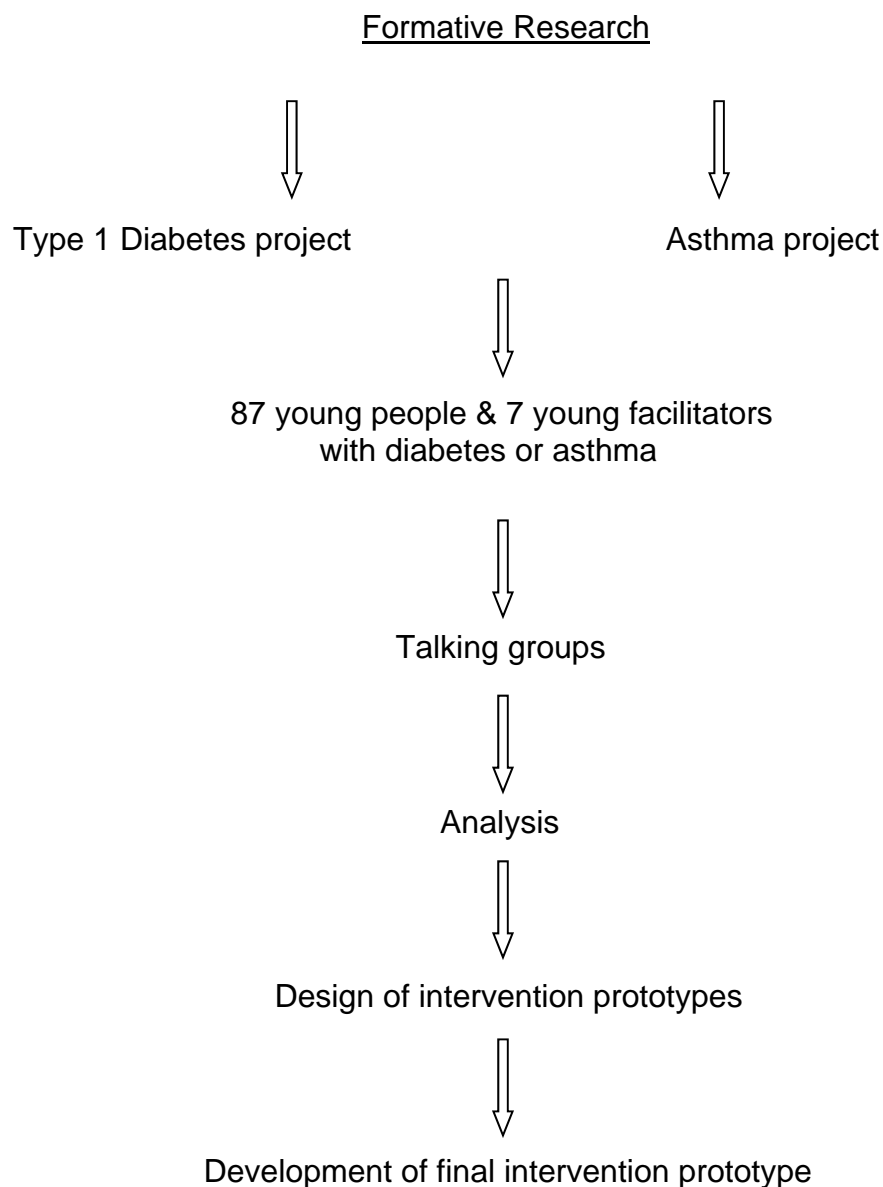 Formative Research
Type 1 Diabetes project
Asthma project
87 young people & 7 young facilitators
with diabetes or asthma
Talking groups
Analysis
Design of intervention prototypes
Development of final intervention prototype